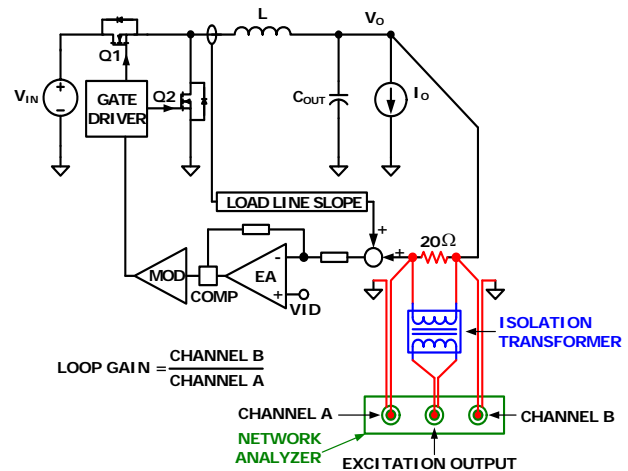 L
VO
Q1
Q2
VIN
+
−
GATE
DRIVER
COUT
IO
LOAD LINE SLOPE
+
+
20Ω
MOD
COMP
-
EA
+
VID
ISOLATION
TRANSFORMER
LOOP GAIN = CHANNEL B
CHANNEL A
CHANNEL A
CHANNEL B
NETWORK
ANALYZER
EXCITATION OUTPUT